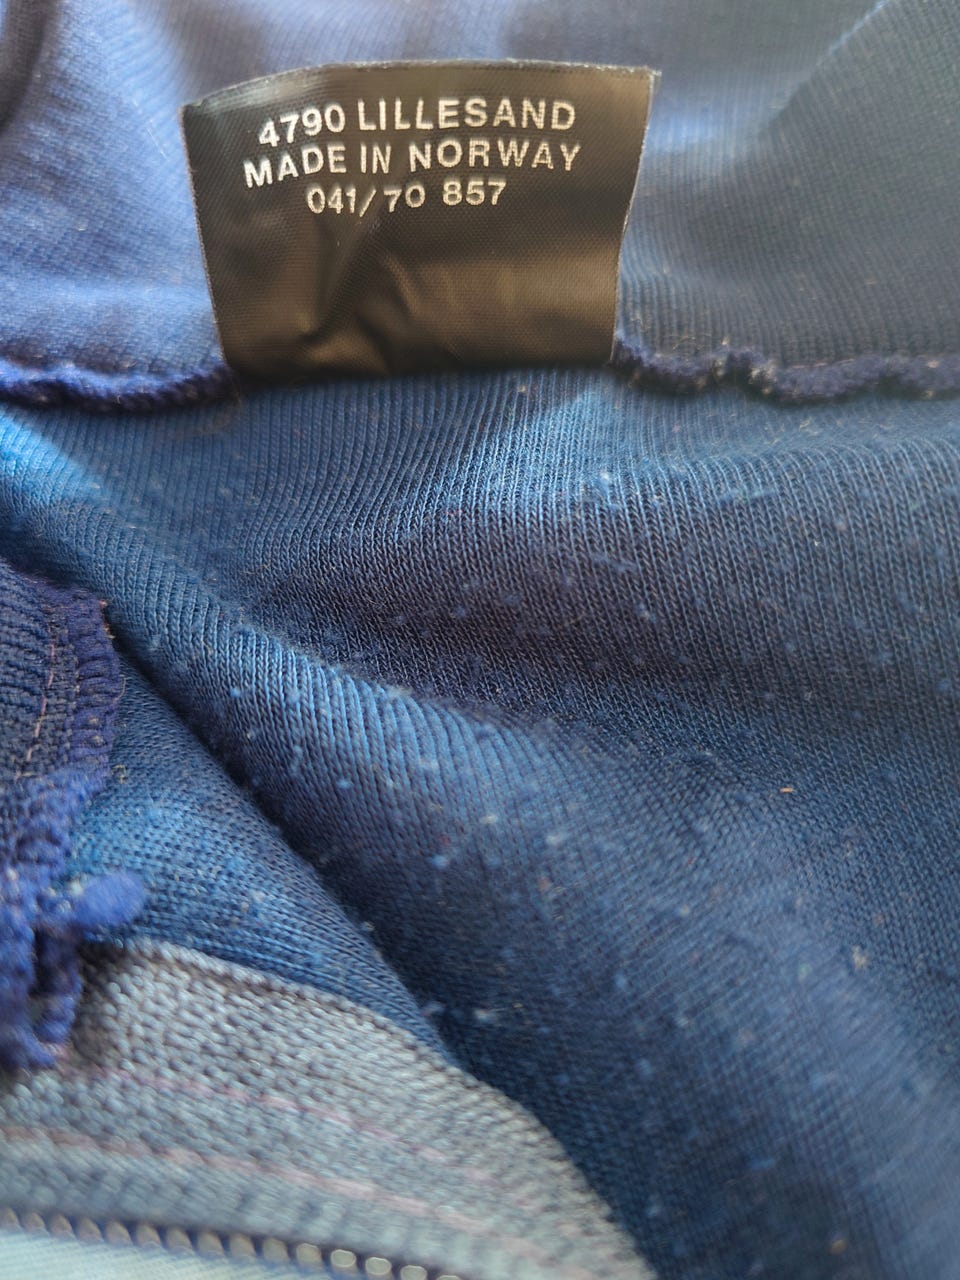 4790 LILLESAND
MADE IN NORWAY
041/70 857